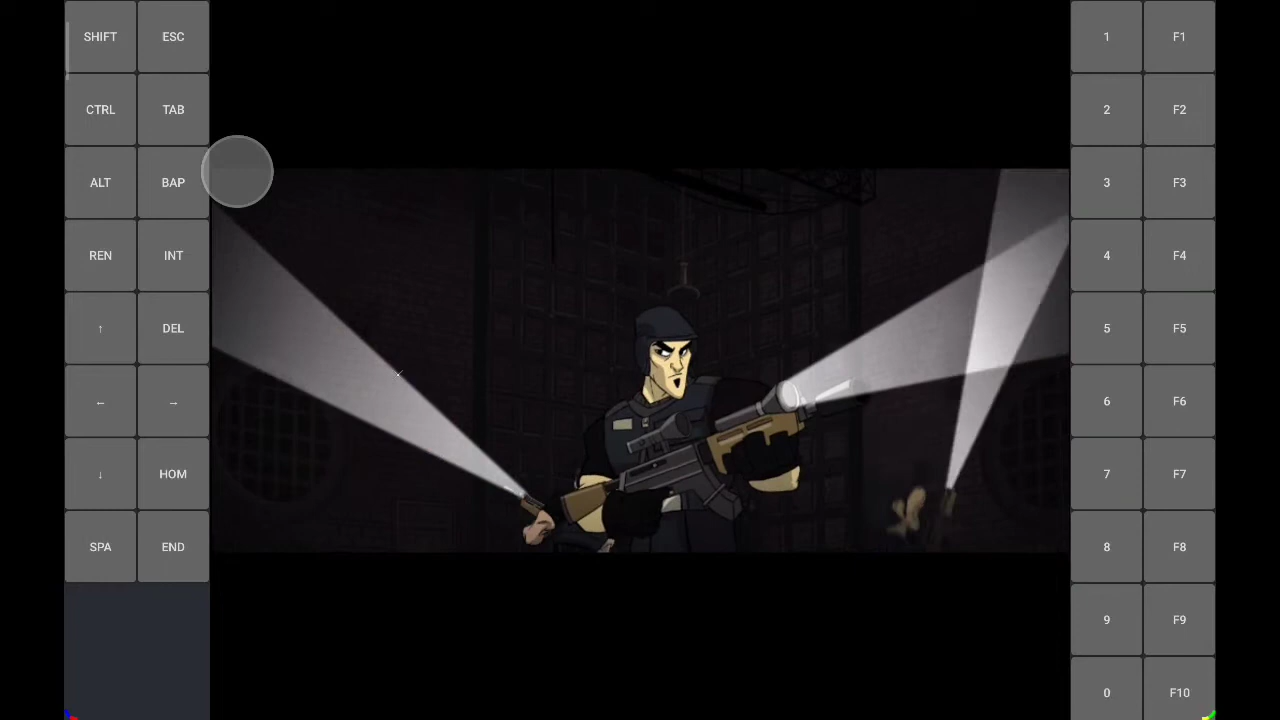 SHIFT ESC
CTRL TAB
ALT BAP
REN INT
↑ DEL
← →
↓ HOM
SPA END
1 F1
2 F2
3 F3
4 F4
5 F5
6 F6
7 F7
8 F8
9 F9
0 F10